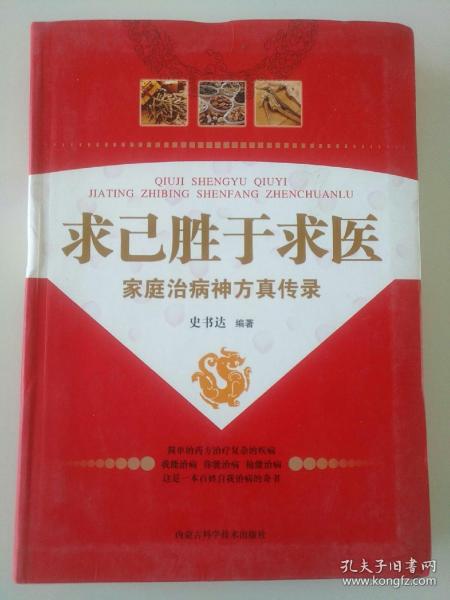 QIUJI SHENGYU QIUYI
JIATING ZHIBING SHENFANG ZHENCHUANLU
求己胜于求医
家庭治病神方真传录
史书达 编著
简单的药方治疗复杂的疾病
我能治病 你能治病 他能治病
这是一本百姓自我治病的奇书
内蒙古科学技术出版社
孔夫子旧书网
www.kongfz.com